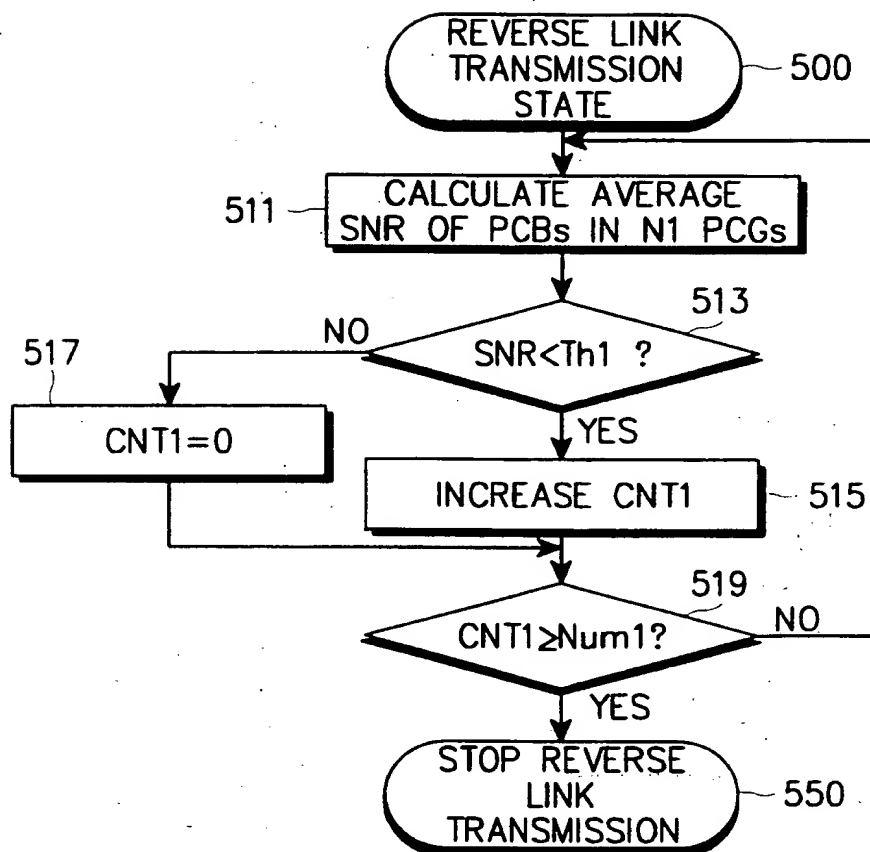 REVERSE LINK
TRANSMISSION
STATE
500
CALCULATE AVERAGE
SNR OF PCBs IN N1 PCGs
511
513
SNR<Th1 ?
NO
517
CNT1=0
YES
INCREASE CNT1
515
519
CNT1≥Num1?
NO
YES
STOP REVERSE
LINK
TRANSMISSION
550